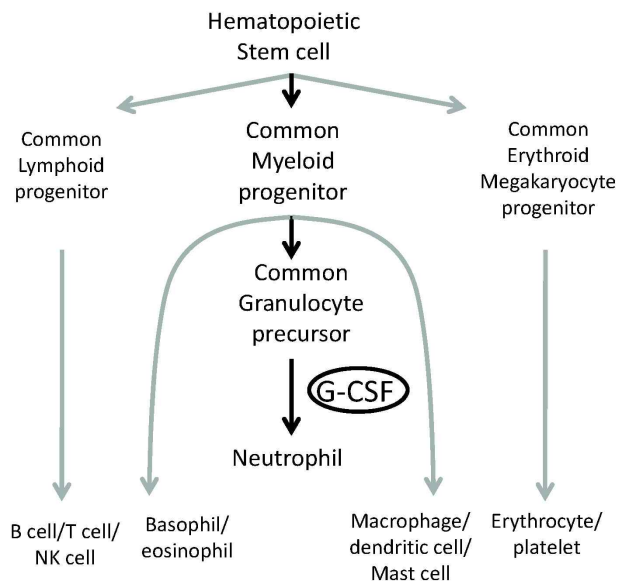 Hematopoietic
Stem cell
Common
Lymphoid
progenitor
Common
Myeloid
progenitor
Common
Erythroid
Megakaryocyte
progenitor
Common
Granulocyte
precursor
G-CSF
Neutrophil
B cell/T cell/
NK cell
Basophil/
eosinophil
Macrophage/
dendritic cell/
Mast cell
Erythrocyte/
platelet